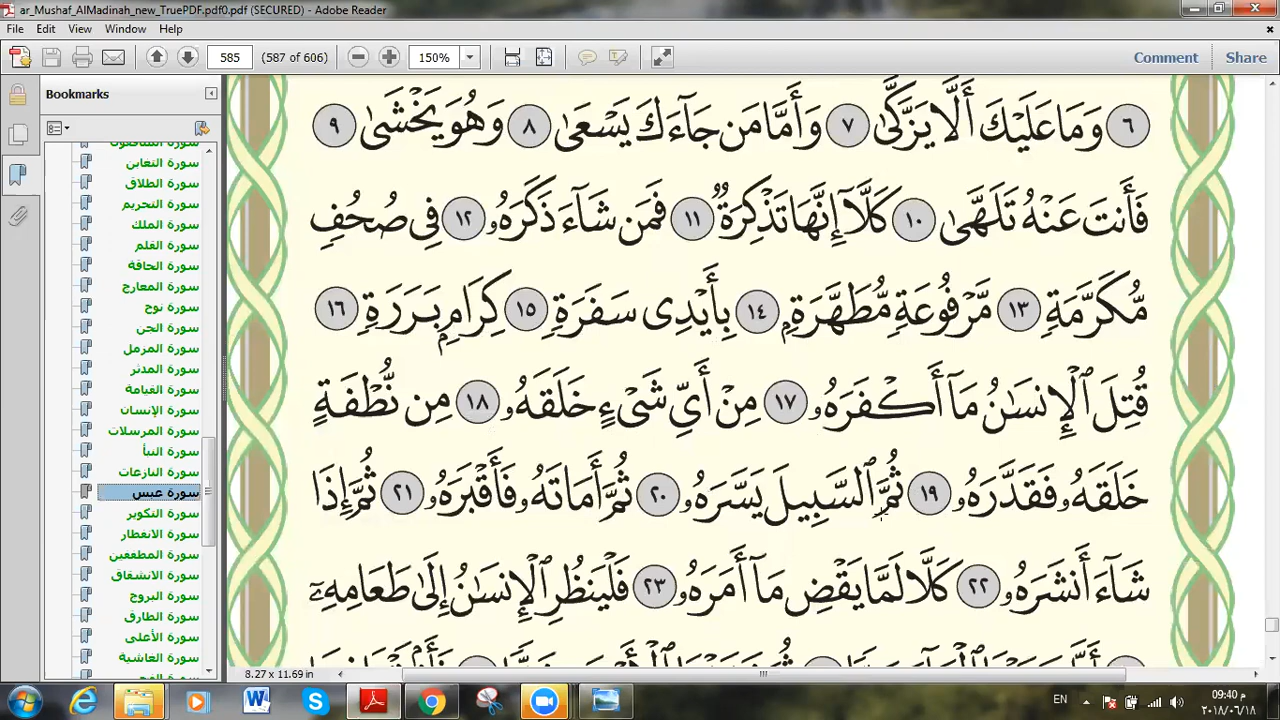 ar_Mushaf_AlMadinah_new_TruePDF.pdf0.pdf (SECURED) - Adobe Reader
File Edit View Window Help
585 (587 of 606) 150% Comment Share
Bookmarks
سورة التغابن
سورة الطلاق
سورة التحريم
سورة الملك
سورة القلم
سورة الحاقة
سورة المعارج
سورة نوح
سورة الجن
سورة المزمل
سورة المدثر
سورة القيامة
سورة الإنسان
سورة المرسلات
سورة النبأ
سورة النازعات
سورة عبس
سورة التكوير
سورة الانفطار
سورة المطففين
سورة الانشقاق
سورة البروج
سورة الطارق
سورة الأعلى
سورة الغاشية
٦ وَمَا عَلَيْكَ أَلَّا يَزَّكَّىٰ ٧ وَأَمَّا مَن جَآءَكَ يَسْعَىٰ ٨ وَهُوَ يَخْشَىٰ ٩
فَأَنتَ عَنْهُ تَلَهَّىٰ ١٠ كَلَّآ إِنَّهَا تَذْكِرَةٌ ١١ فَمَن شَآءَ ذَكَرَهُۥ ١٢ فِى صُحُفٍ
مُّكَرَّمَةٍ ١٣ مَّرْفُوعَةٍ مُّطَهَّرَةٍۭ ١٤ بِأَيْدِى سَفَرَةٍ ١٥ كِرَامٍۭ بَرَرَةٍ ١٦
قُتِلَ ٱلْإِنسَٰنُ مَآ أَكْفَرَهُۥ ١٧ مِنْ أَىِّ شَىْءٍ خَلَقَهُۥ ١٨ مِن نُّطْفَةٍ
خَلَقَهُۥ فَقَدَّرَهُۥ ١٩ ثُمَّ ٱلسَّبِيلَ يَسَّرَهُۥ ٢٠ ثُمَّ أَمَاتَهُۥ فَأَقْبَرَهُۥ ٢١ ثُمَّ إِذَا
شَآءَ أَنشَرَهُۥ ٢٢ كَلَّا لَمَّا يَقْضِ مَآ أَمَرَهُۥ ٢٣ فَلْيَنظُرِ ٱلْإِنسَٰنُ إِلَىٰ طَعَامِهِۦٓ
8.27 x 11.69 in
EN
09:40 م
٢٠١٨/٠٦/١٨